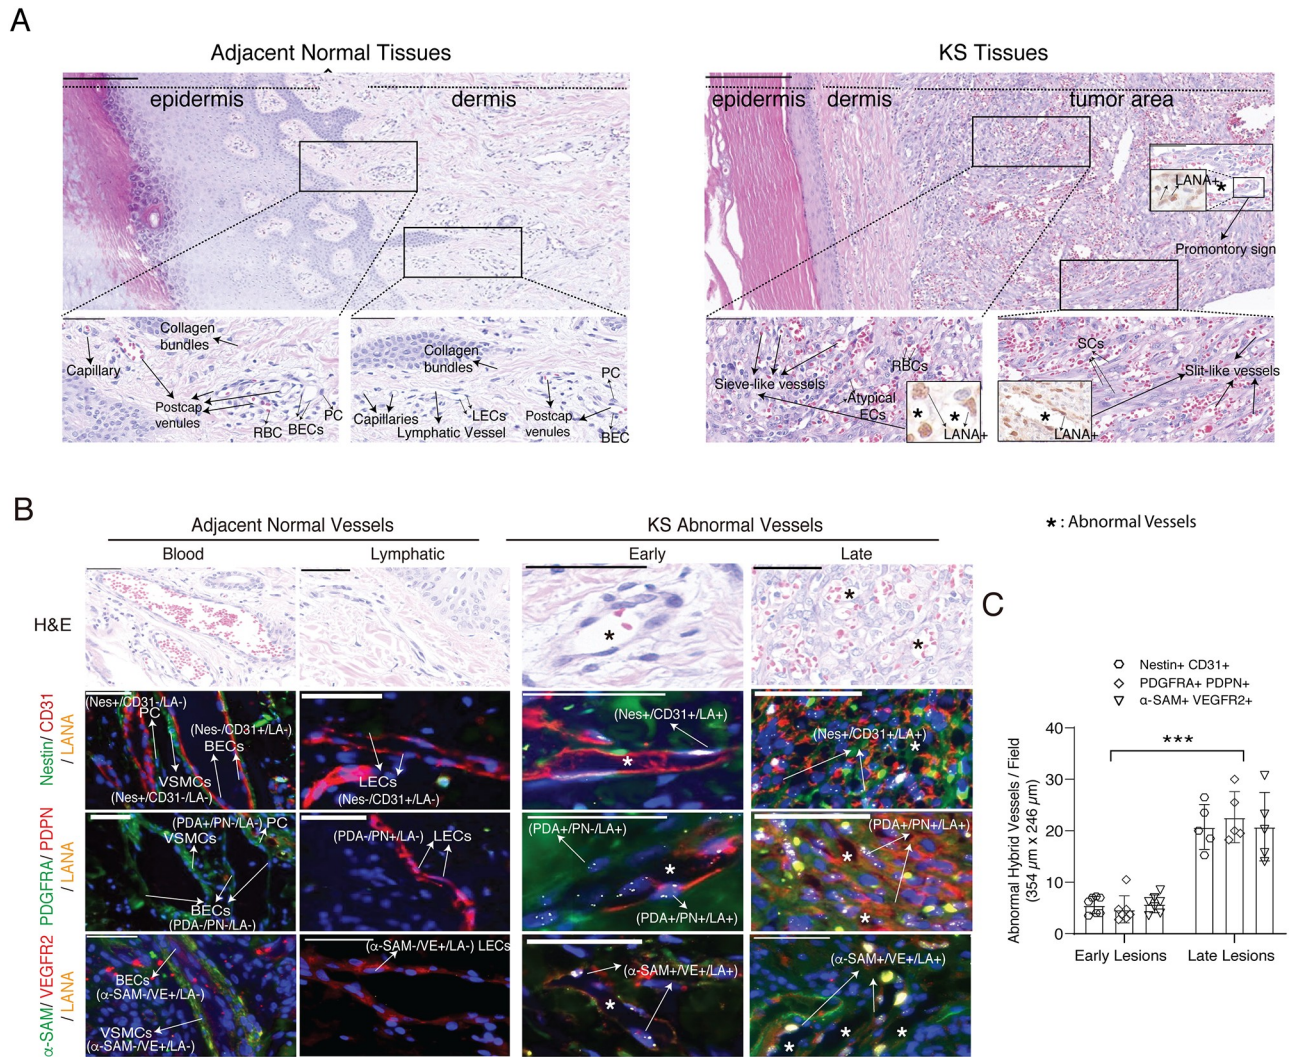 A
Adjacent Normal Tissues
KS Tissues
epidermis
dermis
epidermis
dermis
tumor area
LANA+
*
Promontory sign
Collagen
bundles
Capillary
Postcap
venules
RBC
BECs
PC
Collagen
bundles
PC
Capillaries
LECs
Lymphatic Vessel
Postcap
venules
BEC
Sieve-like vessels
RBCs
Atypical
ECs
*
*
LANA+
SCs
Slit-like vessels
*
LANA+
B
Adjacent Normal Vessels
KS Abnormal Vessels
Blood
Lymphatic
Early
Late
* : Abnormal Vessels
H&E
*
*
*
Nestin/ CD31
/ LANA
(Nes+/CD31-/LA-)
PC
(Nes-/CD31+/LA-)
BECs
VSMCs
(Nes+/CD31-/LA-)
LECs
(Nes-/CD31+/LA-)
(Nes+/CD31+/LA+)
*
(Nes+/CD31+/LA+)
*
PDGFRA/ PDPN
/ LANA
(PDA+/PN-/LA-) PC
VSMCs
BECs
(PDA-/PN-/LA-)
(PDA-/PN+/LA-) LECs
(PDA+/PN-/LA+)
*
(PDA+/PN+/LA+)
(PDA+/PN+/LA+)
*
*
α-SAM/ VEGFR2
/ LANA
BECs
(α-SAM-/VE+/LA-)
VSMCs
(α-SAM-/VE+/LA-)
(α-SAM-/VE+/LA-) LECs
(α-SAM+/VE+/LA+)
*
(α-SAM+/VE+/LA+)
*
*
*
C
Nestin+ CD31+
PDGFRA+ PDPN+
α-SAM+ VEGFR2+
Abnormal Hybrid Vessels / Field
(354 µm x 246 µm)
40
30
20
10
0
***
Early Lesions
Late Lesions